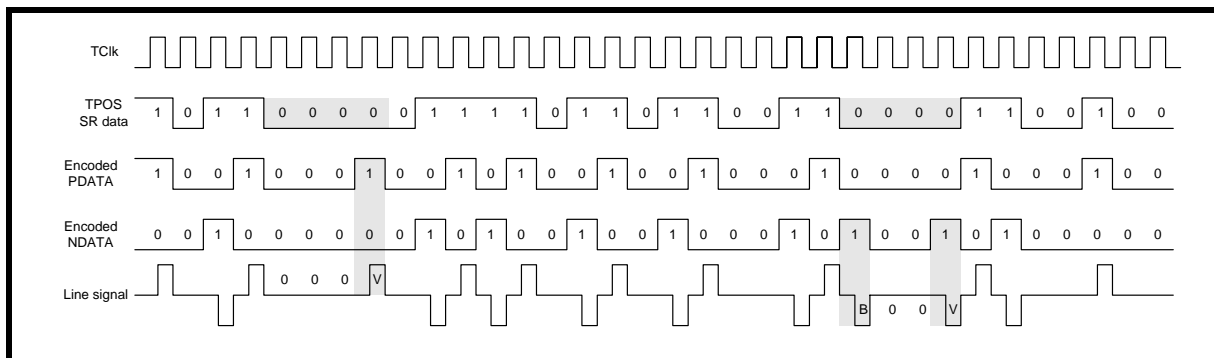 TClk
TPOS
SR data
1 0 1 1 0 0 0 0 0 1 1 1 1 0 1 1 0 1 1 0 0 1 1 0 0 0 0 1 1 0 0 1 0 0
Encoded
PDATA
1 0 0 1 0 0 0 1 0 0 1 0 1 0 0 1 0 0 1 0 0 0 1 0 0 0 0 1 0 0 0 1 0 0
Encoded
NDATA
0 0 1 0 0 0 0 0 0 1 0 1 0 0 1 0 0 1 0 0 0 1 0 1 0 0 1 0 1 0 0 0 0 0
Line signal
0 0 0 V
B 0 0 V